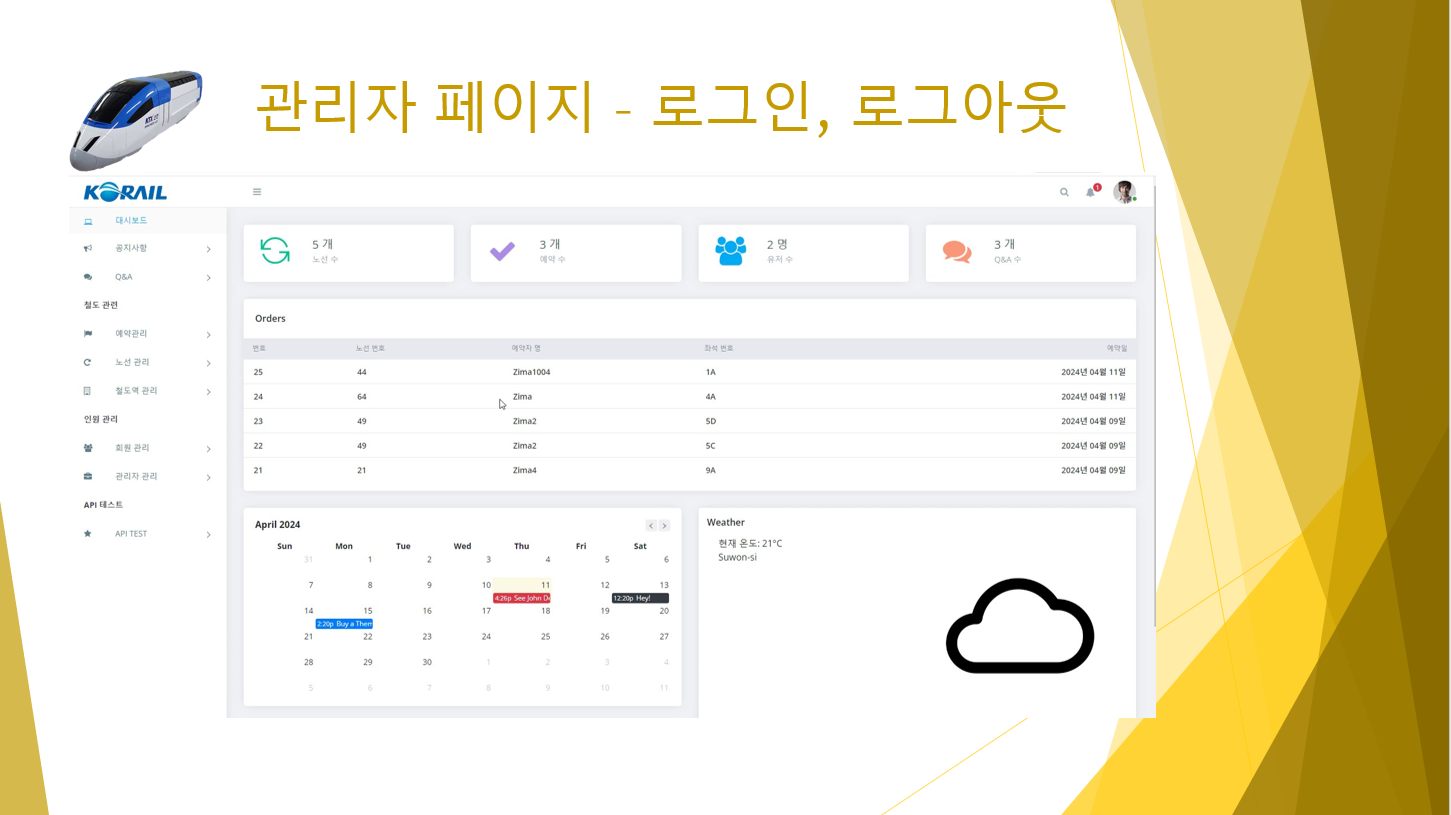 관리자 페이지 - 로그인, 로그아웃
KORAIL
1
대시보드
공지사항
Q&A
철도 관련
예약관리
노선 관리
철도역 관리
인원 관리
회원 관리
관리자 관리
API 테스트
API TEST
5 개
노선 수
3 개
예약 수
2 명
유저 수
3 개
Q&A 수
Orders
번호 노선 번호 예약자 명 좌석 번호 예약일
25 44 Zima1004 1A 2024년 04월 11일
24 64 Zima 4A 2024년 04월 11일
23 49 Zima2 5D 2024년 04월 09일
22 49 Zima2 5C 2024년 04월 09일
21 21 Zima4 9A 2024년 04월 09일
April 2024
Sun Mon Tue Wed Thu Fri Sat
31 1 2 3 4 5 6
7 8 9 10 11 12 13
4:26p See John De 12:20p Hey!
14 15 16 17 18 19 20
2:20p Buy a Them
21 22 23 24 25 26 27
28 29 30 1 2 3 4
5 6 7 8 9 10 11
Weather
현재 온도: 21°C
Suwon-si